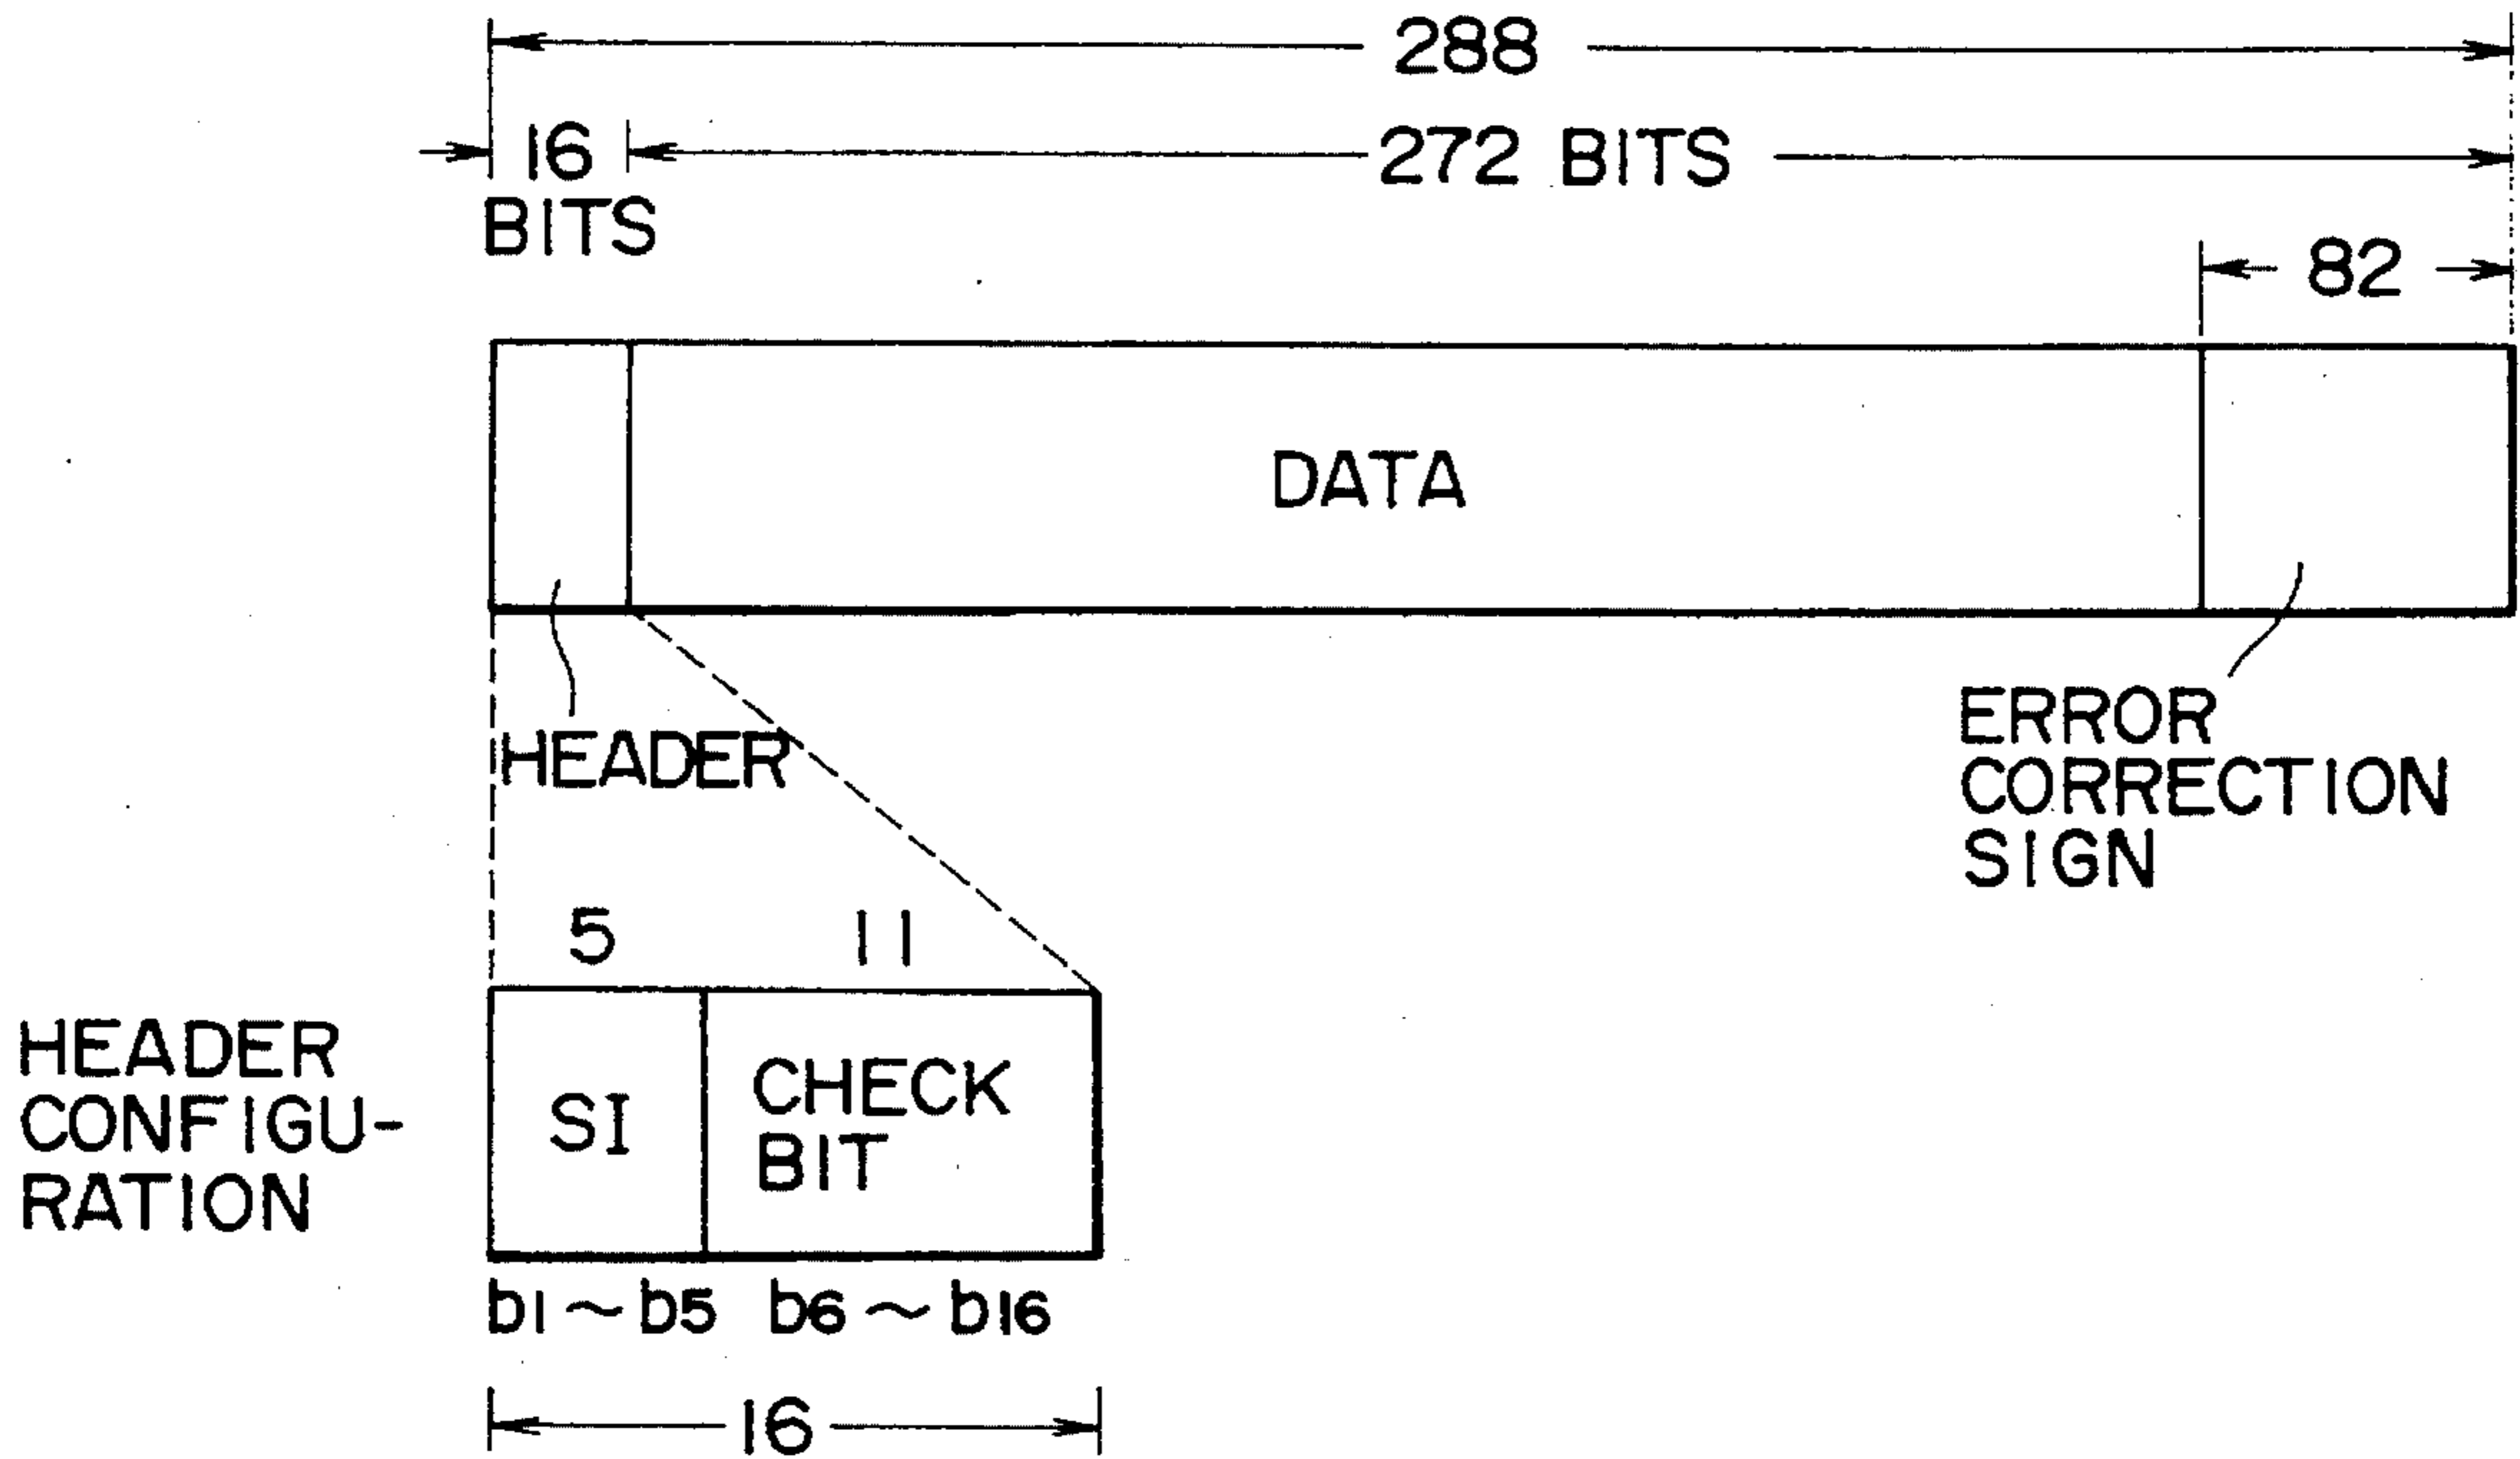 288
16
BITS
272 BITS
82
DATA
HEADER
ERROR
CORRECTION
SIGN
5
11
HEADER
CONFIGU-
RATION
SI
CHECK
BIT
b1~b5
b6~b16
16